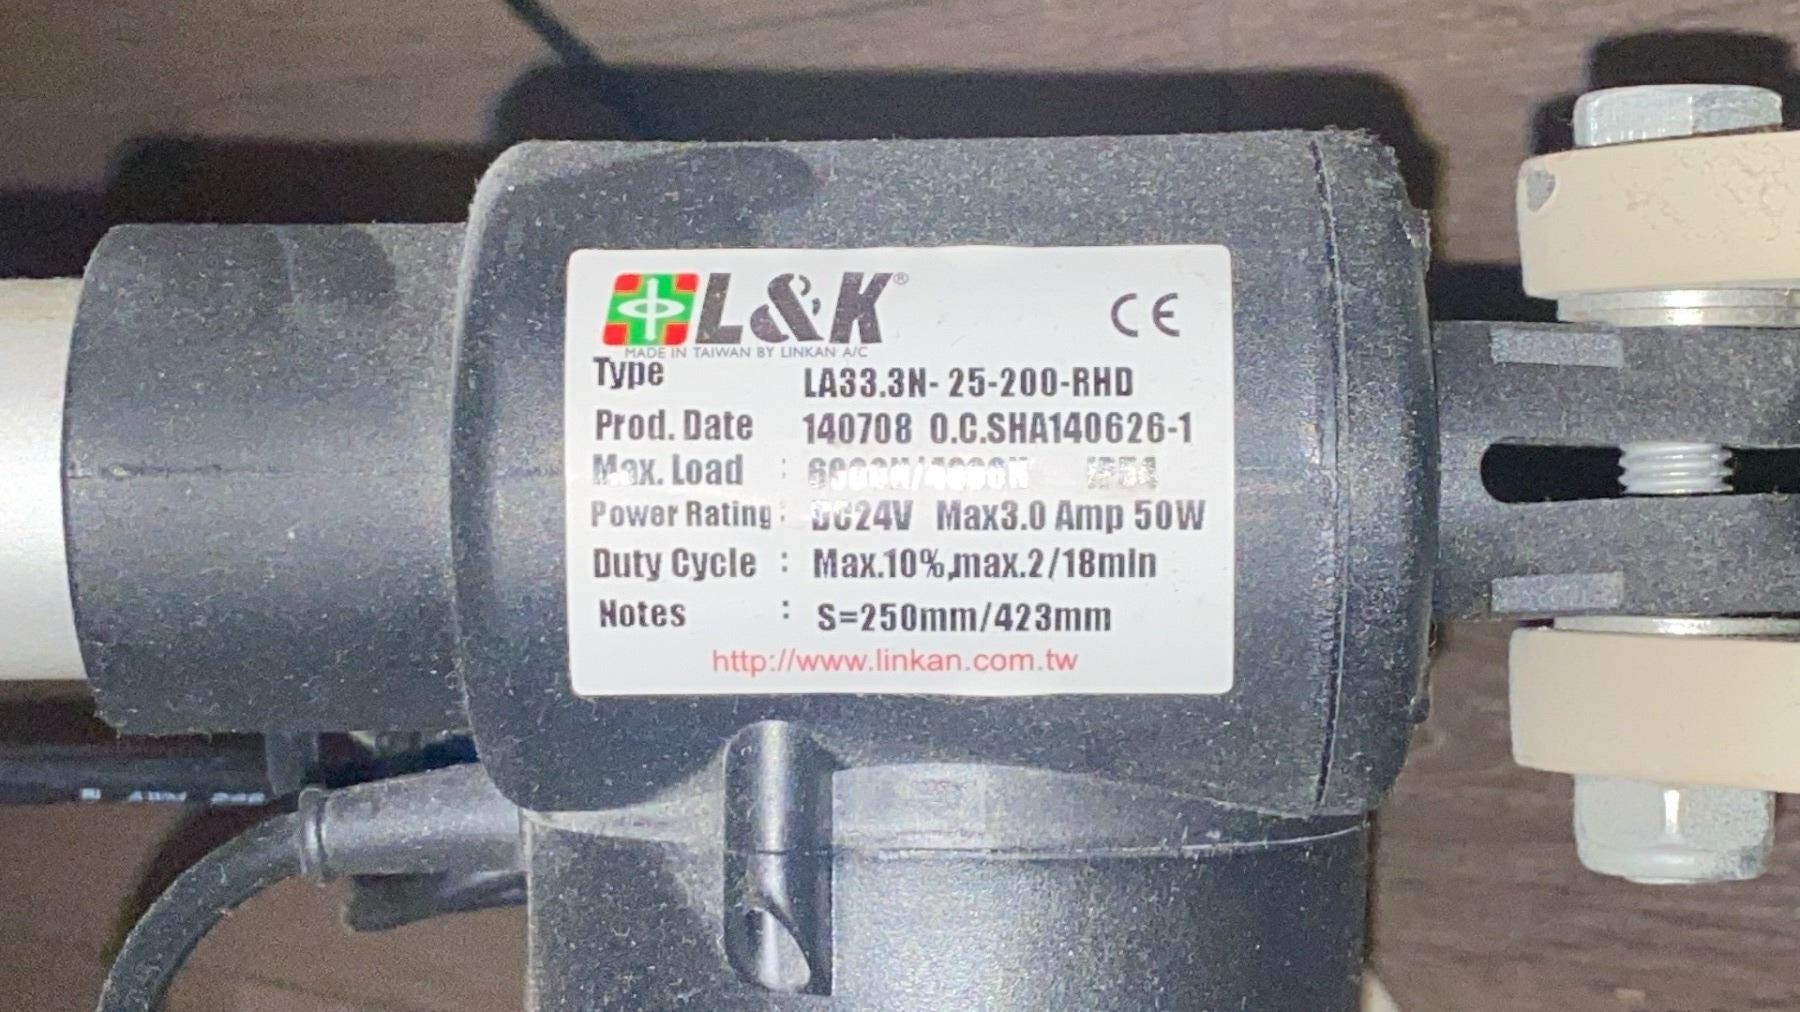 L&K®
CE
MADE IN TAIWAN BY LINKAN A/C
Type LA33.3N- 25-200-RHD
Prod. Date 140708 O.C.SHA140626-1
Max. Load :
Power Rating : DC24V Max3.0 Amp 50W
Duty Cycle : Max.10%,max.2/18min
Notes : S=250mm/423mm
http://www.linkan.com.tw
AWM